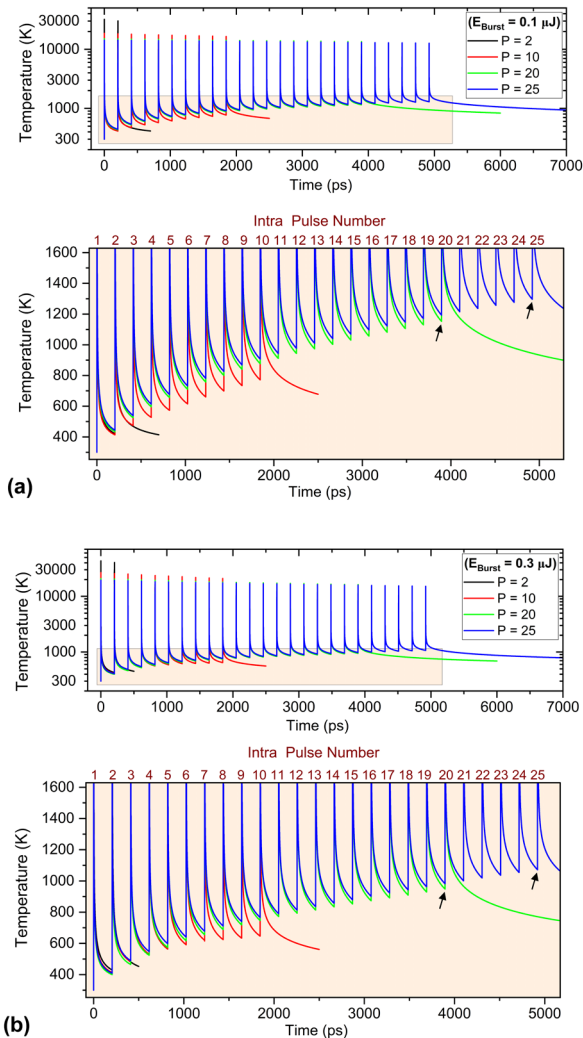 (E_Burst = 0.1 μJ)
P = 2
P = 10
P = 20
P = 25
Temperature (K)
30000
10000
3000
1000
300
0 1000 2000 3000 4000 5000 6000 7000
Time (ps)
Intra Pulse Number
1 2 3 4 5 6 7 8 9 10 11 12 13 14 15 16 17 18 19 20 21 22 23 24 25
Temperature (K)
1600
1400
1200
1000
800
600
400
0 1000 2000 3000 4000 5000
Time (ps)
(a)
(E_Burst = 0.3 μJ)
P = 2
P = 10
P = 20
P = 25
Temperature (K)
30000
10000
3000
1000
300
0 1000 2000 3000 4000 5000 6000 7000
Time (ps)
Intra Pulse Number
1 2 3 4 5 6 7 8 9 10 11 12 13 14 15 16 17 18 19 20 21 22 23 24 25
Temperature (K)
1600
1400
1200
1000
800
600
400
0 1000 2000 3000 4000 5000
Time (ps)
(b)